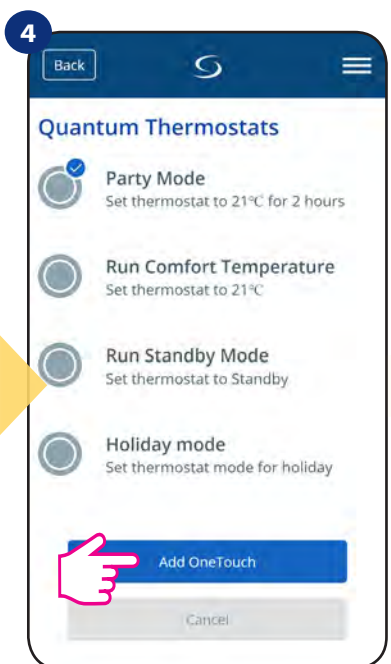 4
Back
Quantum Thermostats
Party Mode
Set thermostat to 21°C for 2 hours
Run Comfort Temperature
Set thermostat to 21°C
Run Standby Mode
Set thermostat to Standby
Holiday mode
Set thermostat mode for holiday
Add OneTouch
Cancel